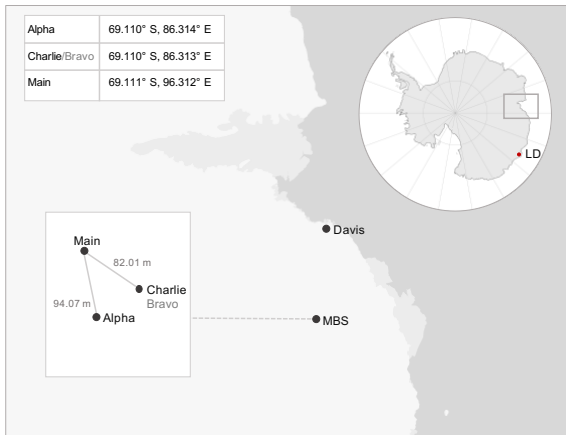 Alpha 69.110° S, 86.314° E
Charlie/Bravo 69.110° S, 86.313° E
Main 69.111° S, 96.312° E
LD
Davis
Main
82.01 m
Charlie
Bravo
94.07 m
Alpha
MBS